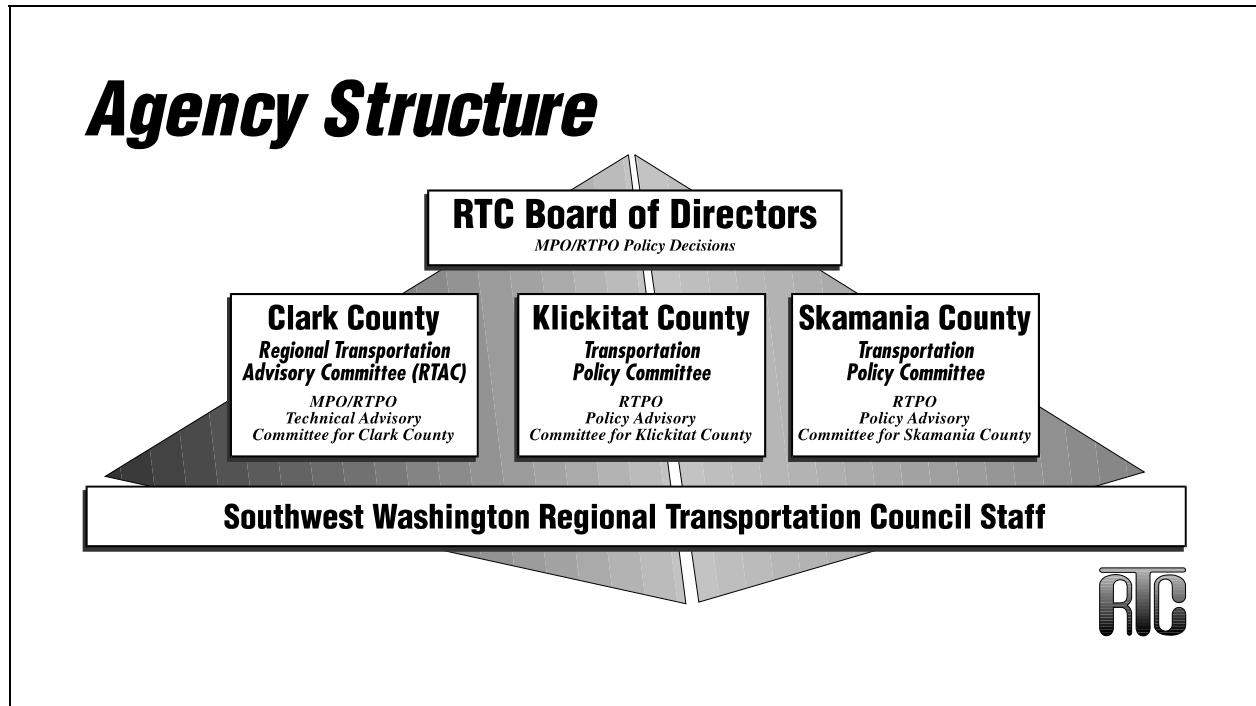 Agency Structure
RTC Board of Directors
MPO/RTPO Policy Decisions
Clark County
Regional Transportation
Advisory Committee (RTAC)
MPO/RTPO
Technical Advisory
Committee for Clark County
Klickitat County
Transportation
Policy Committee
RTPO
Policy Advisory
Committee for Klickitat County
Skamania County
Transportation
Policy Committee
RTPO
Policy Advisory
Committee for Skamania County
Southwest Washington Regional Transportation Council Staff
RTC